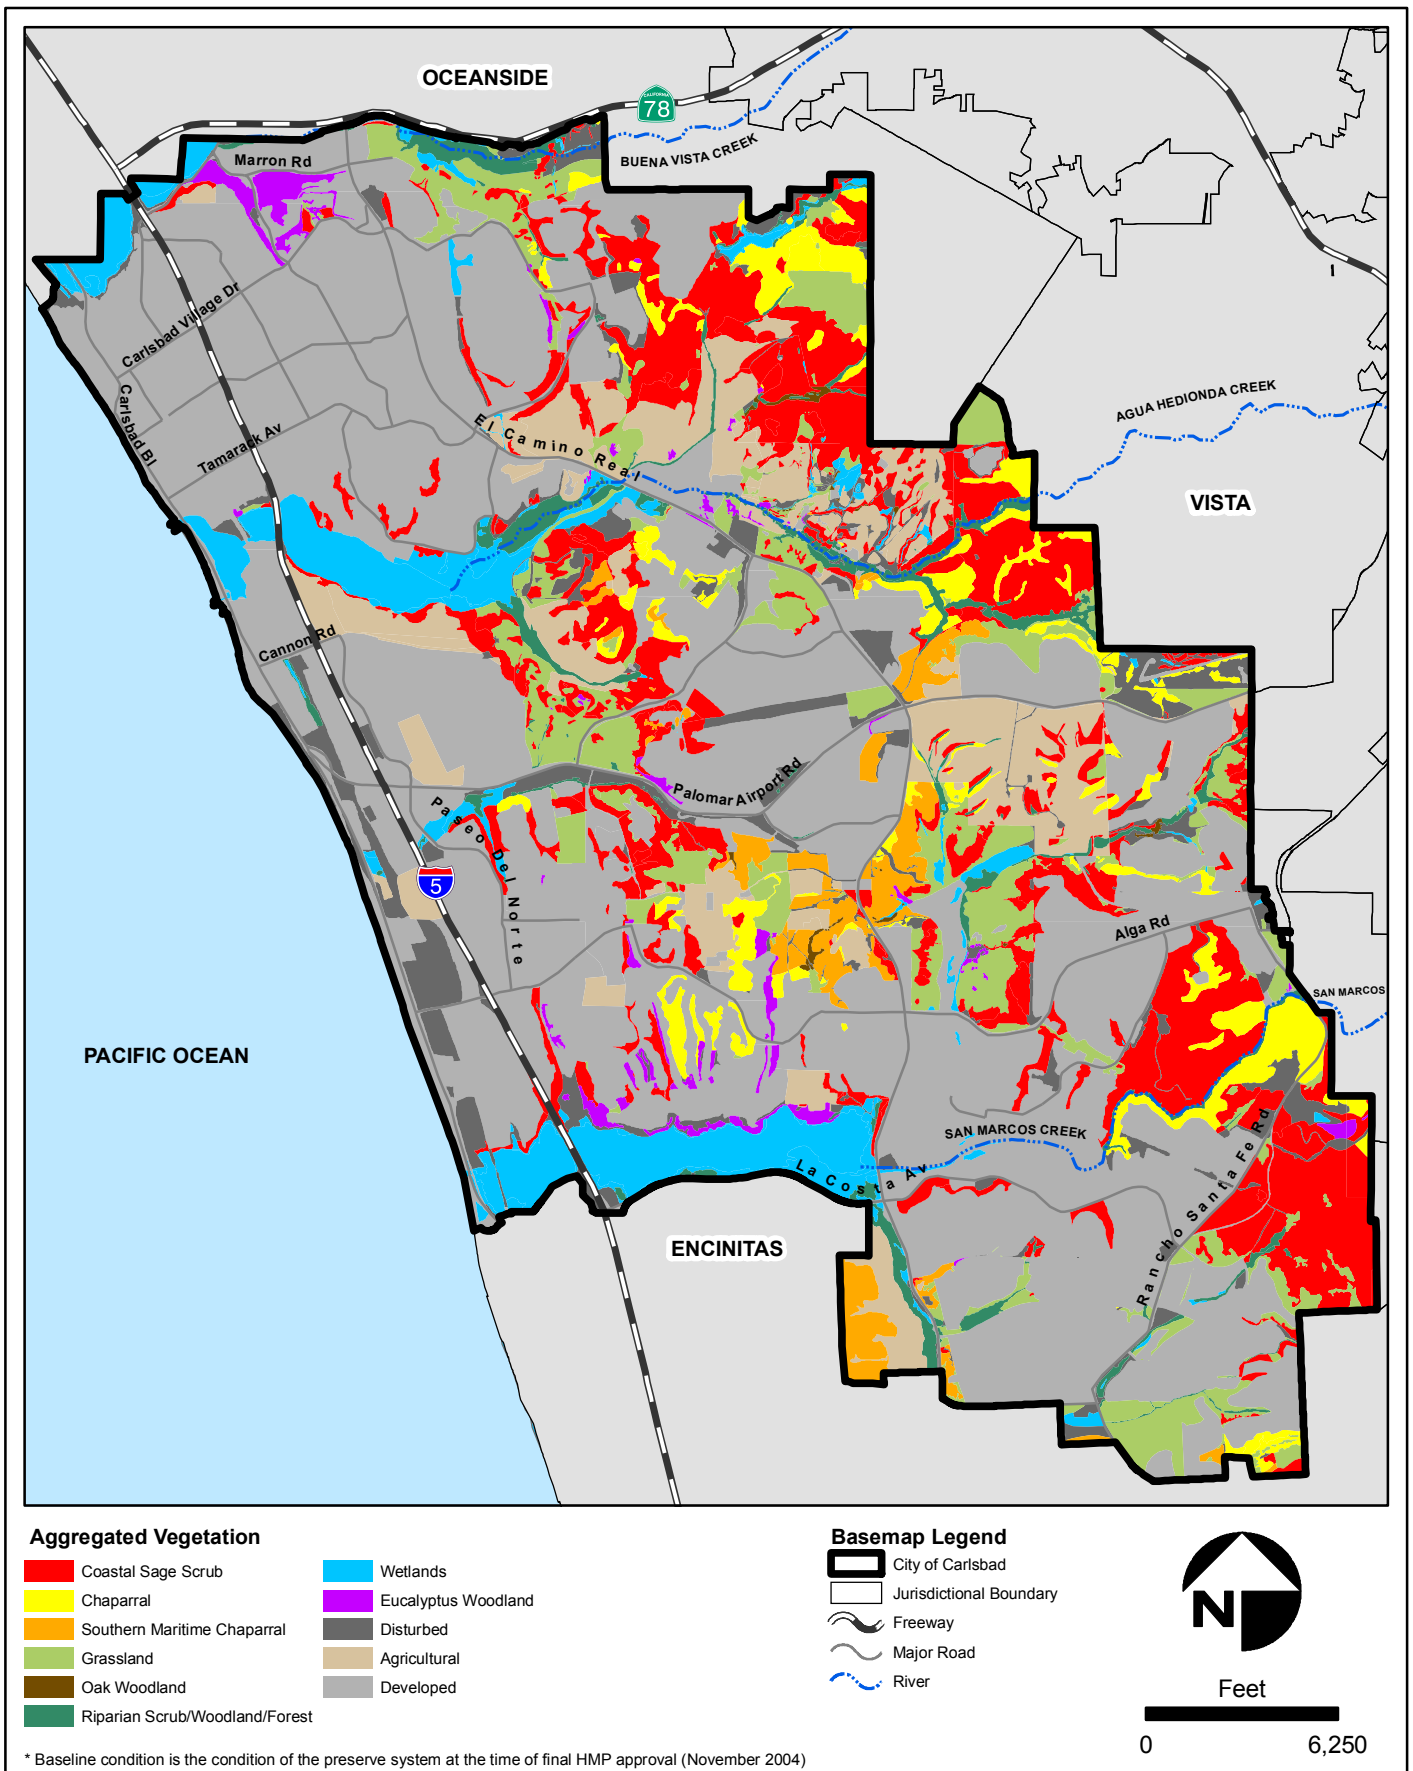 OCEANSIDE
CALIFORNIA
78
BUENA VISTA CREEK
Marron Rd
Carlsbad Village Dr
Carlsbad Bl
Tamarack Av
El Camino Real
AGUA HEDIONDA CREEK
VISTA
Cannon Rd
Palomar Airport Rd
Paseo Del Norte
5
Alga Rd
SAN MARCOS
PACIFIC OCEAN
SAN MARCOS CREEK
La Costa Av
Rancho Santa Fe Rd
ENCINITAS
Aggregated Vegetation
Coastal Sage Scrub
Chaparral
Southern Maritime Chaparral
Grassland
Oak Woodland
Riparian Scrub/Woodland/Forest
Wetlands
Eucalyptus Woodland
Disturbed
Agricultural
Developed
Basemap Legend
City of Carlsbad
Jurisdictional Boundary
Freeway
Major Road
River
N
Feet
0 6,250
* Baseline condition is the condition of the preserve system at the time of final HMP approval (November 2004)